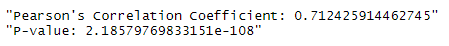 "Pearson's Correlation Coefficient: 0.712425914462745"
"P-value: 2.18579769833151e-108"